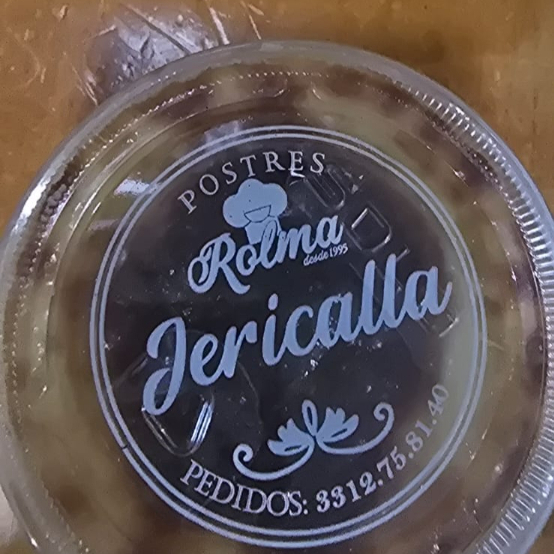 POSTRES
Rolma
desde 1995
Jericalla
PEDIDOS: 3312.75.81.40